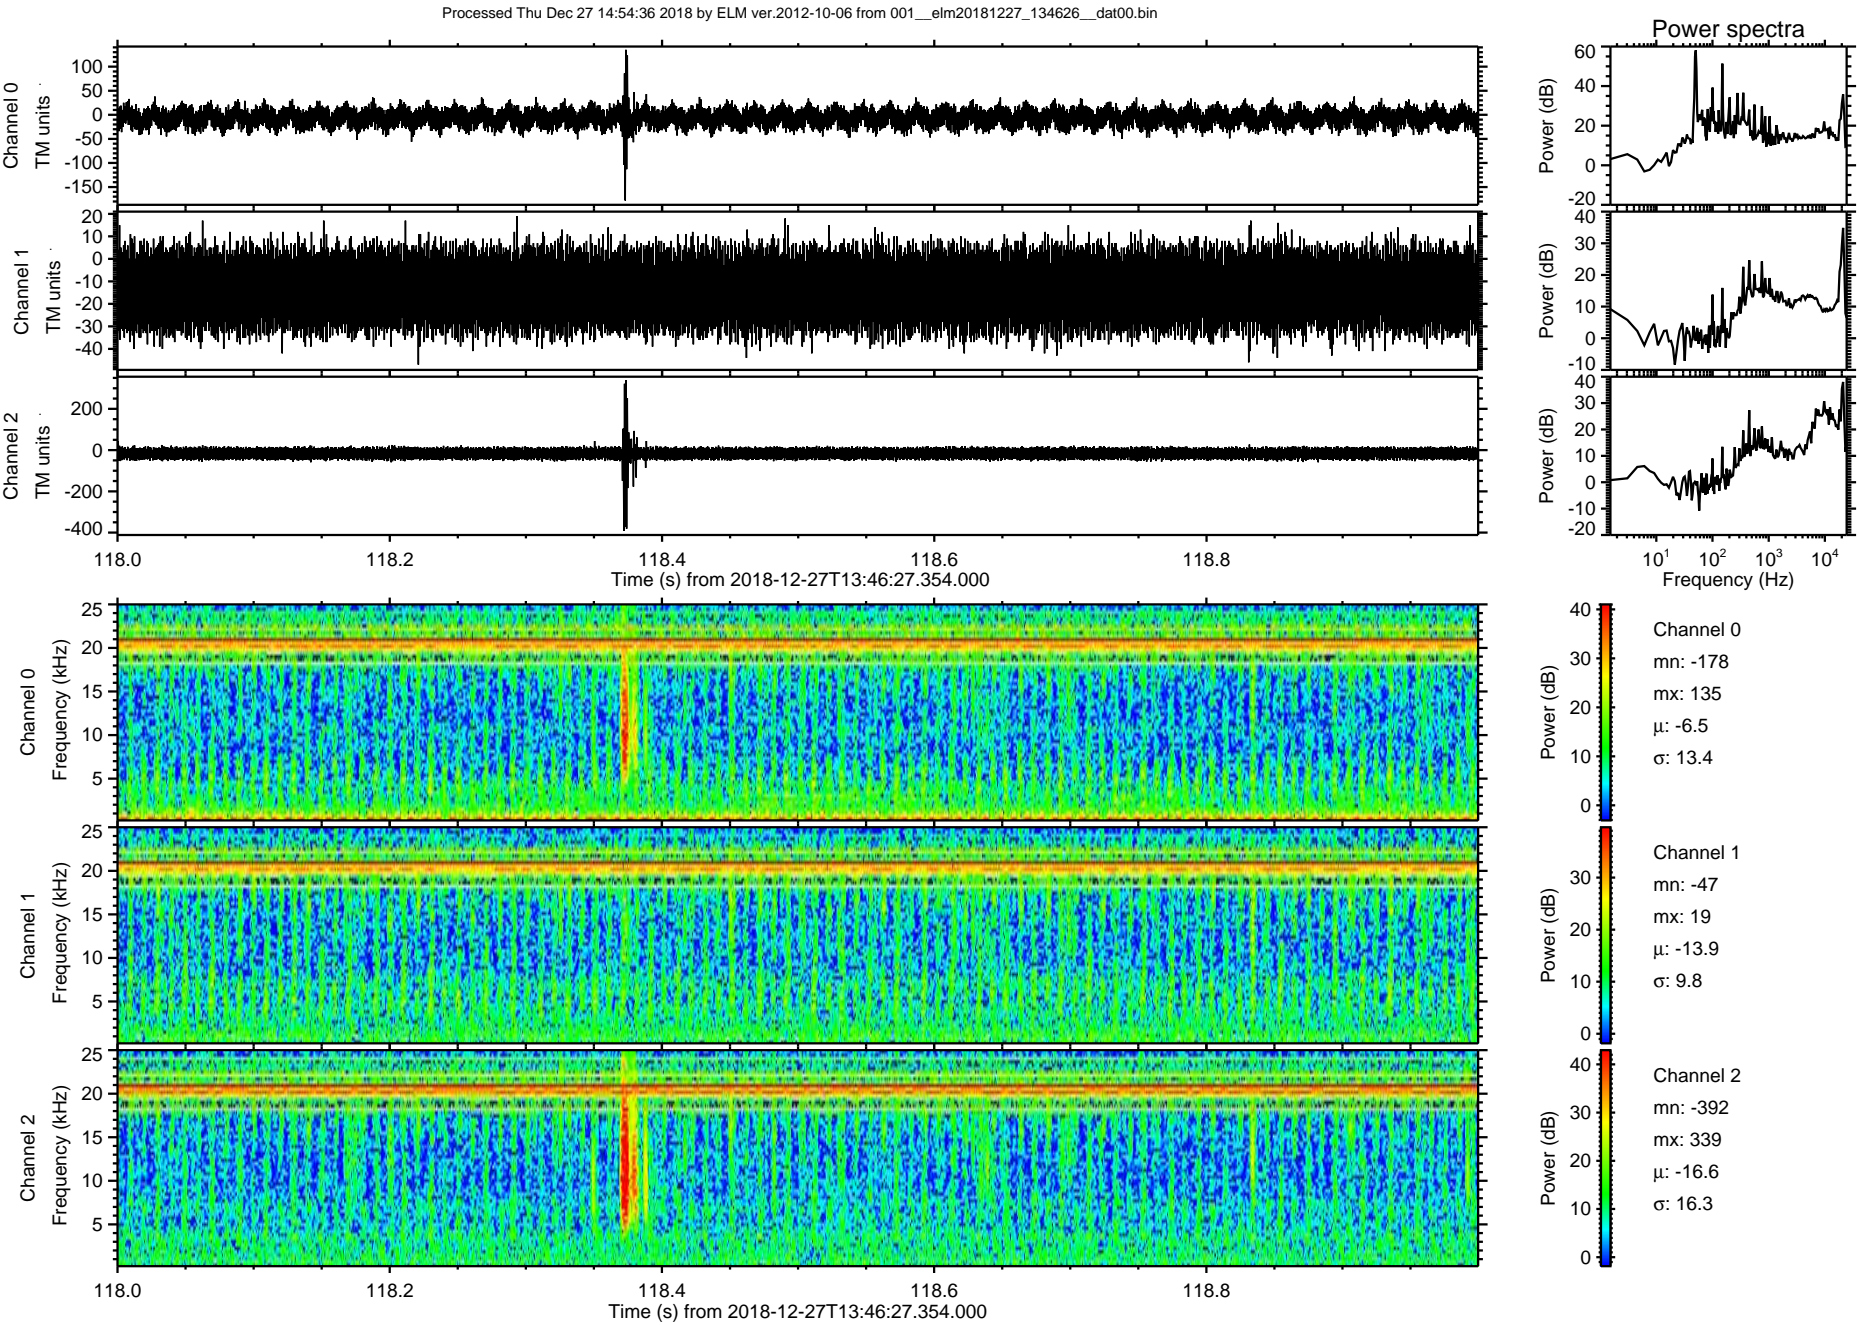 Processed Thu Dec 27 14:54:36 2018 by ELM ver.2012-10-06 from 001__elm20181227_134626__dat00.bin
Power spectra
Channel 0
TM units
100
50
0
-50
-100
-150
Power (dB)
60
40
20
0
-20
Channel 1
TM units
20
10
0
-10
-20
-30
-40
Power (dB)
40
30
20
10
0
-10
Channel 2
TM units
200
0
-200
-400
Power (dB)
40
30
20
10
0
-10
-20
118.0 118.2 118.4 118.6 118.8
Time (s) from 2018-12-27T13:46:27.354.000
10^1 10^2 10^3 10^4
Frequency (Hz)
Channel 0
Frequency (kHz)
25
20
15
10
5
Power (dB)
40
30
20
10
0
Channel 0
mn: -178
mx: 135
μ: -6.5
σ: 13.4
Channel 1
Frequency (kHz)
25
20
15
10
5
Power (dB)
30
20
10
0
Channel 1
mn: -47
mx: 19
μ: -13.9
σ: 9.8
Channel 2
Frequency (kHz)
25
20
15
10
5
Power (dB)
40
30
20
10
0
Channel 2
mn: -392
mx: 339
μ: -16.6
σ: 16.3
118.0 118.2 118.4 118.6 118.8
Time (s) from 2018-12-27T13:46:27.354.000